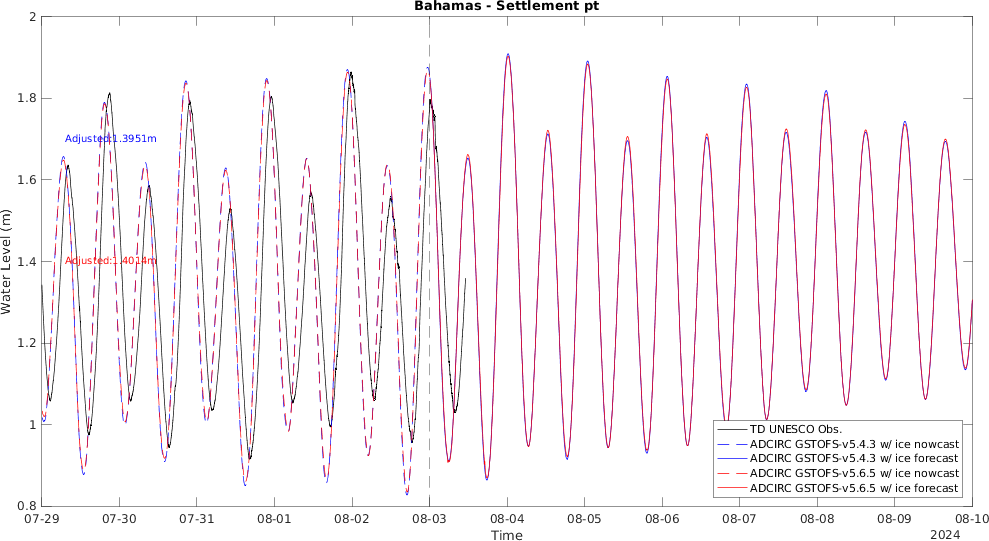 Bahamas - Settlement pt
2
1.8
1.6
1.4
1.2
1
0.8
Water Level (m)
Adjusted:1.3951m
Adjusted:1.4014m
TD UNESCO Obs.
ADCIRC GSTOFS-v5.4.3 w/ ice nowcast
ADCIRC GSTOFS-v5.4.3 w/ ice forecast
ADCIRC GSTOFS-v5.6.5 w/ ice nowcast
ADCIRC GSTOFS-v5.6.5 w/ ice forecast
07-29 07-30 07-31 08-01 08-02 08-03 08-04 08-05 08-06 08-07 08-08 08-09 08-10
Time
2024